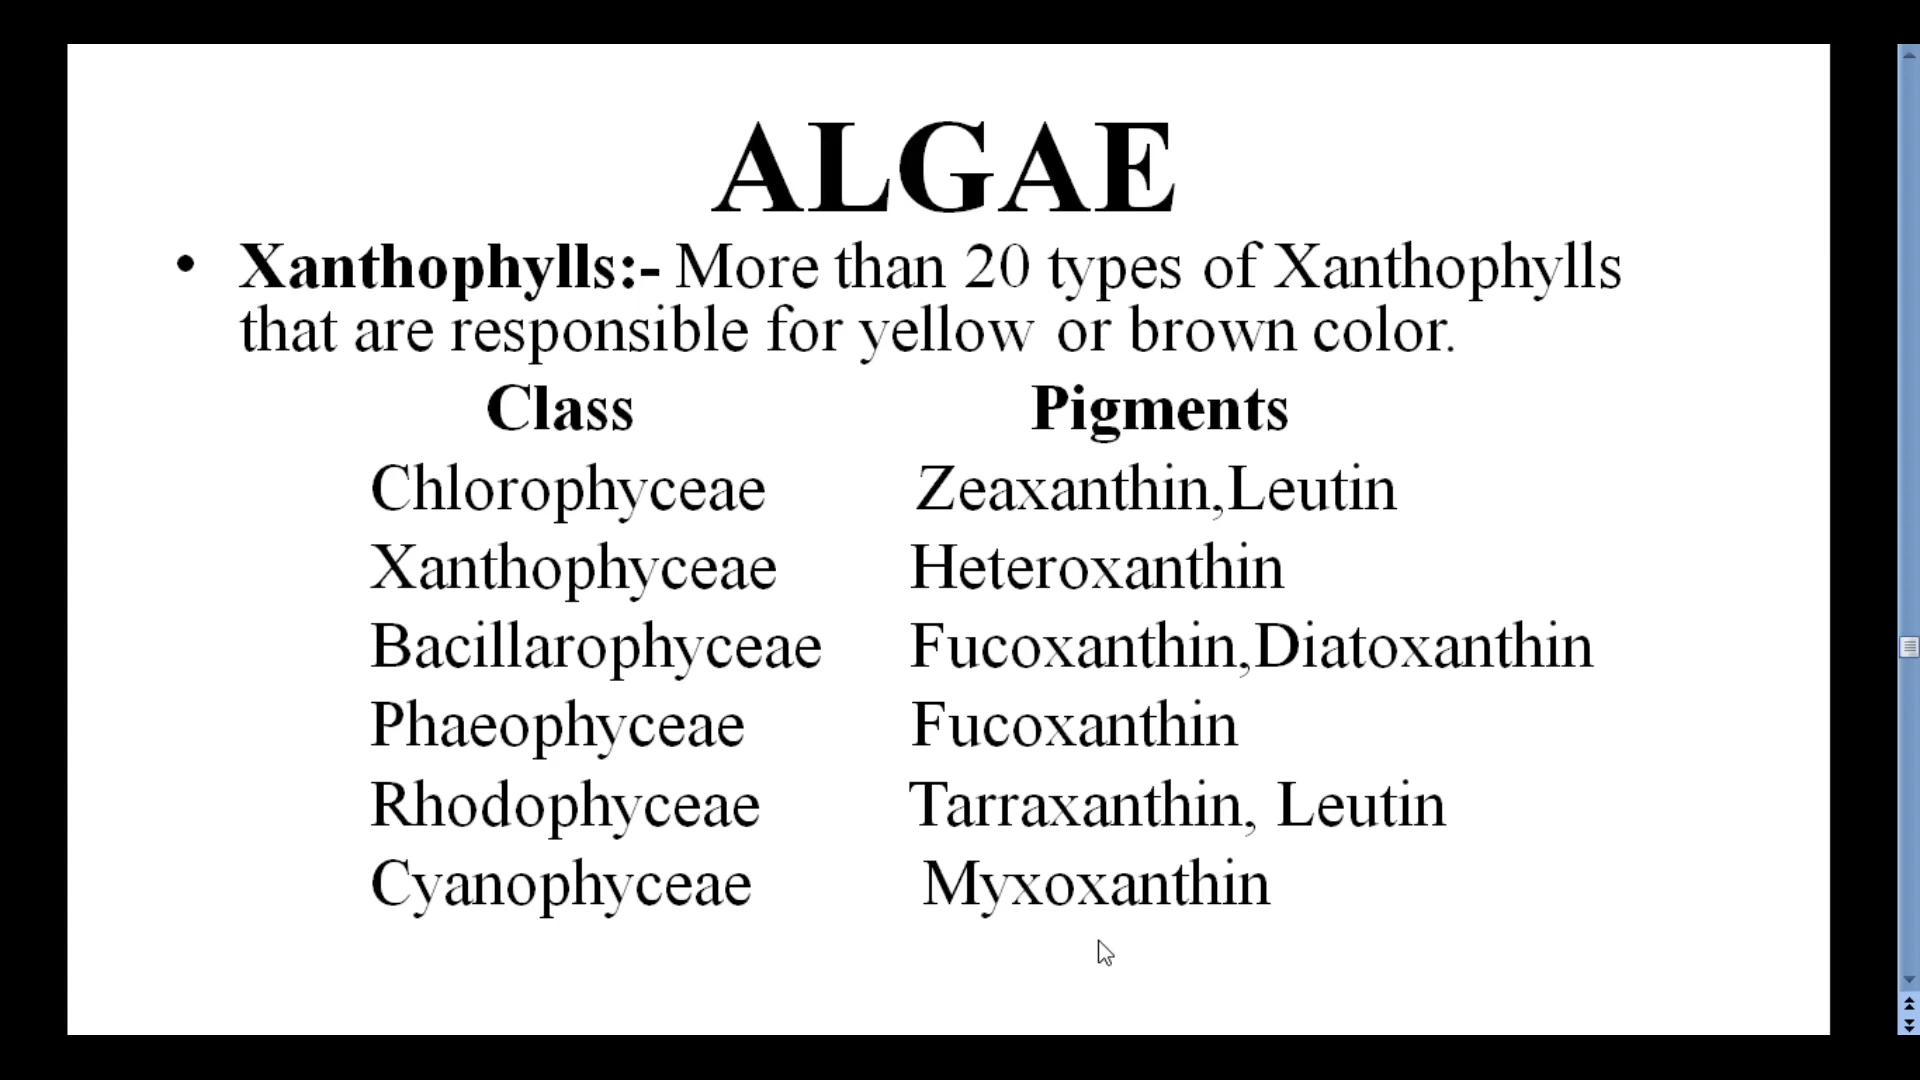 ALGAE
• Xanthophylls:- More than 20 types of Xanthophylls
that are responsible for yellow or brown color.
Class Pigments
Chlorophyceae Zeaxanthin,Leutin
Xanthophyceae Heteroxanthin
Bacillarophyceae Fucoxanthin,Diatoxanthin
Phaeophyceae Fucoxanthin
Rhodophyceae Tarraxanthin, Leutin
Cyanophyceae Myxoxanthin